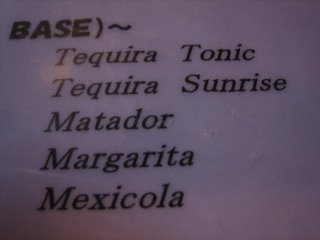 BASE)~
Tequira Tonic
Tequira Sunrise
Matador
Margarita
Mexicola